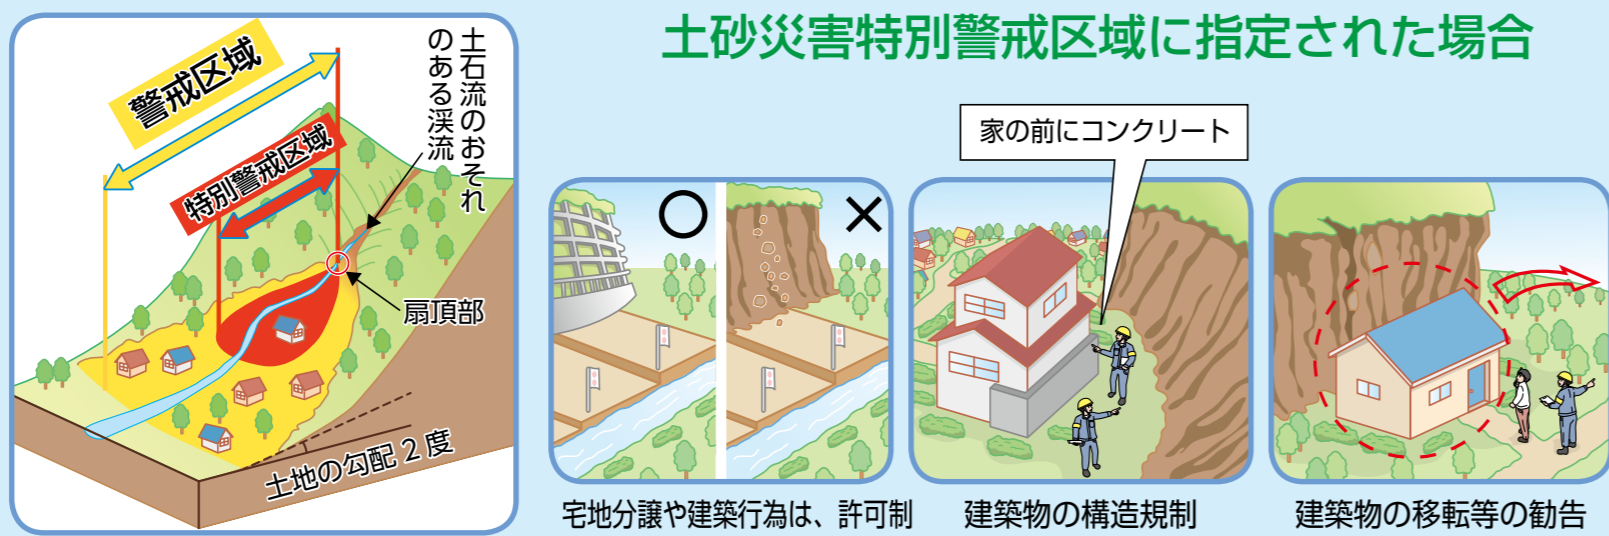 土砂災害特別警戒区域に指定された場合
警戒区域
特別警戒区域
土石流のおそれ
のある渓流
扇頂部
土地の勾配 2 度
○
×
宅地分譲や建築行為は、許可制
家の前にコンクリート
建築物の構造規制
建築物の移転等の勧告